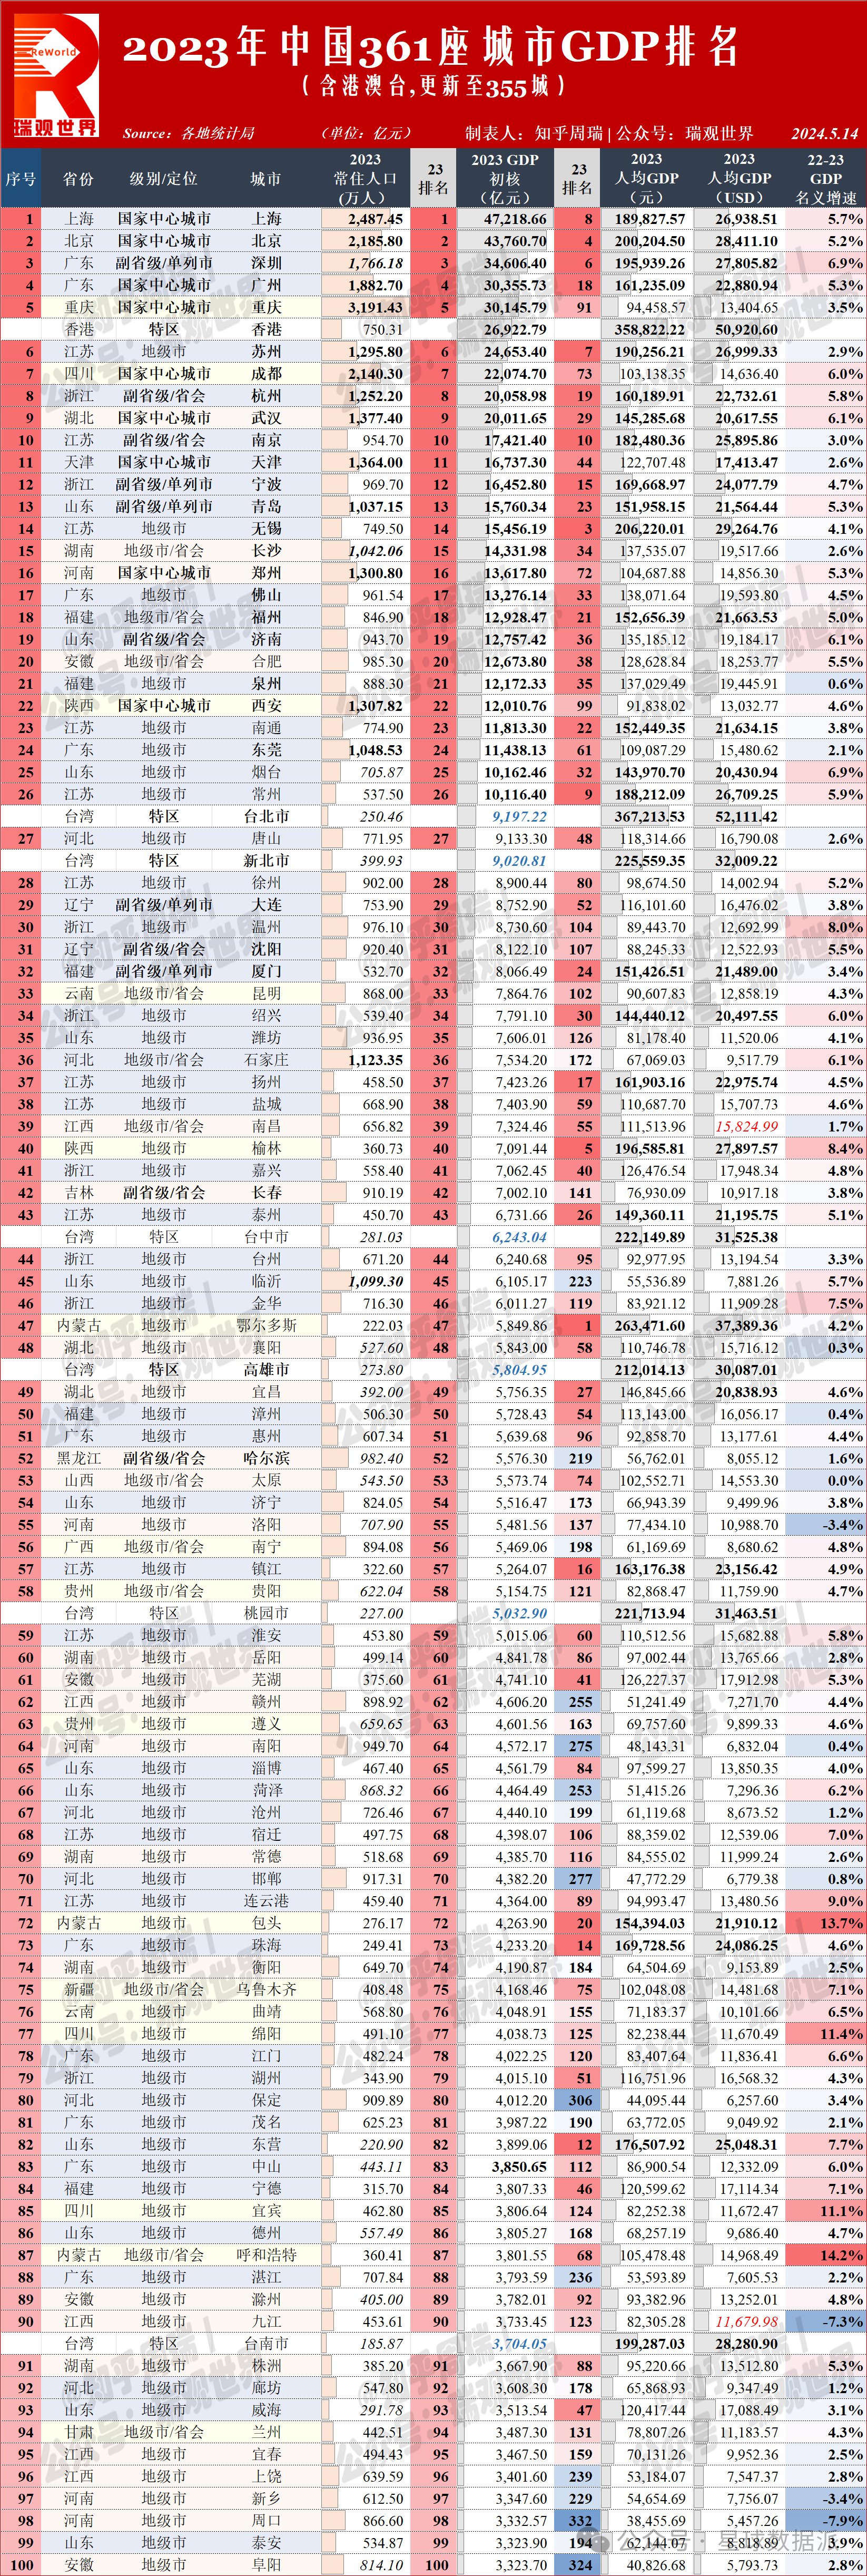 ReWorld
瑞观世界
2023年中国361座城市GDP排名
（含港澳台,更新至355城）
Source：各地统计局 （单位：亿元） 制表人：知乎周瑞 | 公众号：瑞观世界 2024.5.14
序号 省份 级别/定位 城市 2023常住人口(万人) 23排名 2023 GDP初核（亿元） 23排名 2023人均GDP（元） 2023人均GDP（USD） 22-23GDP名义增速
1 上海 国家中心城市 上海 2,487.45 1 47,218.66 8 189,827.57 26,938.51 5.7%
2 北京 国家中心城市 北京 2,185.80 2 43,760.70 4 200,204.50 28,411.10 5.2%
3 广东 副省级/单列市 深圳 1,766.18 3 34,606.40 6 195,939.26 27,805.82 6.9%
4 广东 国家中心城市 广州 1,882.70 4 30,355.73 18 161,235.09 22,880.94 5.3%
5 重庆 国家中心城市 重庆 3,191.43 5 30,145.79 91 94,458.57 13,404.65 3.5%
香港 特区 香港 750.31 26,922.79 358,822.22 50,920.60
6 江苏 地级市 苏州 1,295.80 6 24,653.40 7 190,256.21 26,999.33 2.9%
7 四川 国家中心城市 成都 2,140.30 7 22,074.70 73 103,138.35 14,636.40 6.0%
8 浙江 副省级/省会 杭州 1,252.20 8 20,058.98 19 160,189.91 22,732.61 5.8%
9 湖北 国家中心城市 武汉 1,377.40 9 20,011.65 29 145,285.68 20,617.55 6.1%
10 江苏 副省级/省会 南京 954.70 10 17,421.40 10 182,480.36 25,895.86 3.0%
11 天津 国家中心城市 天津 1,364.00 11 16,737.30 44 122,707.48 17,413.47 2.6%
12 浙江 副省级/单列市 宁波 969.70 12 16,452.80 15 169,668.97 24,077.79 4.7%
13 山东 副省级/单列市 青岛 1,037.15 13 15,760.34 23 151,958.15 21,564.44 5.3%
14 江苏 地级市 无锡 749.50 14 15,456.19 3 206,220.01 29,264.76 4.1%
15 湖南 地级市/省会 长沙 1,042.06 15 14,331.98 34 137,535.07 19,517.66 2.6%
16 河南 国家中心城市 郑州 1,300.80 16 13,617.80 72 104,687.88 14,856.30 5.3%
17 广东 地级市 佛山 961.54 17 13,276.14 33 138,071.64 19,593.80 4.5%
18 福建 地级市/省会 福州 846.90 18 12,928.47 21 152,656.39 21,663.53 5.0%
19 山东 副省级/省会 济南 943.70 19 12,757.42 36 135,185.12 19,184.17 6.1%
20 安徽 地级市/省会 合肥 985.30 20 12,673.80 38 128,628.84 18,253.77 5.5%
21 福建 地级市 泉州 888.30 21 12,172.33 35 137,029.49 19,445.91 0.6%
22 陕西 国家中心城市 西安 1,307.82 22 12,010.76 99 91,838.02 13,032.77 4.6%
23 江苏 地级市 南通 774.90 23 11,813.30 22 152,449.35 21,634.15 3.8%
24 广东 地级市 东莞 1,048.53 24 11,438.13 61 109,087.29 15,480.62 2.1%
25 山东 地级市 烟台 705.87 25 10,162.46 32 143,970.70 20,430.94 6.9%
26 江苏 地级市 常州 537.50 26 10,116.40 9 188,212.09 26,709.25 5.9%
台湾 特区 台北市 250.46 9,197.22 367,213.53 52,111.42
27 河北 地级市 唐山 771.95 27 9,133.30 48 118,314.66 16,790.08 2.6%
台湾 特区 新北市 399.93 9,020.81 225,559.35 32,009.22
28 江苏 地级市 徐州 902.00 28 8,900.44 80 98,674.50 14,002.94 5.2%
29 辽宁 副省级/单列市 大连 753.90 29 8,752.90 52 116,101.60 16,476.02 3.8%
30 浙江 地级市 温州 976.10 30 8,730.60 104 89,443.70 12,692.99 8.0%
31 辽宁 副省级/省会 沈阳 920.40 31 8,122.10 107 88,245.33 12,522.93 5.5%
32 福建 副省级/单列市 厦门 532.70 32 8,066.49 24 151,426.51 21,489.00 3.4%
33 云南 地级市/省会 昆明 868.00 33 7,864.76 102 90,607.83 12,858.19 4.3%
34 浙江 地级市 绍兴 539.40 34 7,791.10 30 144,440.12 20,497.55 6.0%
35 山东 地级市 潍坊 936.95 35 7,606.01 126 81,178.40 11,520.06 4.1%
36 河北 地级市/省会 石家庄 1,123.35 36 7,534.20 172 67,069.03 9,517.79 6.1%
37 江苏 地级市 扬州 458.50 37 7,423.26 17 161,903.16 22,975.74 4.5%
38 江苏 地级市 盐城 668.90 38 7,403.90 59 110,687.70 15,707.73 4.6%
39 江西 地级市/省会 南昌 656.82 39 7,324.46 55 111,513.96 15,824.99 1.7%
40 陕西 地级市 榆林 360.73 40 7,091.44 5 196,585.81 27,897.57 8.4%
41 浙江 地级市 嘉兴 558.40 41 7,062.45 40 126,476.54 17,948.34 4.8%
42 吉林 副省级/省会 长春 910.19 42 7,002.10 141 76,930.09 10,917.18 3.8%
43 江苏 地级市 泰州 450.70 43 6,731.66 26 149,360.11 21,195.75 5.1%
台湾 特区 台中市 281.03 6,243.04 222,149.89 31,525.38
44 浙江 地级市 台州 671.20 44 6,240.68 95 92,977.95 13,194.54 3.3%
45 山东 地级市 临沂 1,099.30 45 6,105.17 223 55,536.89 7,881.26 5.7%
46 浙江 地级市 金华 716.30 46 6,011.27 119 83,921.12 11,909.28 7.5%
47 内蒙古 地级市 鄂尔多斯 222.03 47 5,849.86 1 263,471.60 37,389.36 4.2%
48 湖北 地级市 襄阳 527.60 48 5,843.00 58 110,746.78 15,716.12 0.3%
台湾 特区 高雄市 273.80 5,804.95 212,014.13 30,087.01
49 湖北 地级市 宜昌 392.00 49 5,756.35 27 146,845.66 20,838.93 4.6%
50 福建 地级市 漳州 506.30 50 5,728.43 54 113,143.00 16,056.17 0.4%
51 广东 地级市 惠州 607.34 51 5,639.68 96 92,858.70 13,177.61 4.4%
52 黑龙江 副省级/省会 哈尔滨 982.40 52 5,576.30 219 56,762.01 8,055.12 1.6%
53 山西 地级市/省会 太原 543.50 53 5,573.74 74 102,552.71 14,553.30 0.0%
54 山东 地级市 济宁 824.05 54 5,516.47 173 66,943.39 9,499.96 3.8%
55 河南 地级市 洛阳 707.90 55 5,481.56 137 77,434.10 10,988.70 -3.4%
56 广西 地级市/省会 南宁 894.08 56 5,469.06 198 61,169.69 8,680.62 4.8%
57 江苏 地级市 镇江 322.60 57 5,264.07 16 163,176.38 23,156.42 4.9%
58 贵州 地级市/省会 贵阳 622.04 58 5,154.75 121 82,868.47 11,759.90 4.7%
台湾 特区 桃园市 227.00 5,032.90 221,713.94 31,463.51
59 江苏 地级市 淮安 453.80 59 5,015.06 60 110,512.56 15,682.88 5.8%
60 湖南 地级市 岳阳 499.14 60 4,841.78 86 97,002.44 13,765.66 2.8%
61 安徽 地级市 芜湖 375.60 61 4,741.10 41 126,227.37 17,912.98 5.3%
62 江西 地级市 赣州 898.92 62 4,606.20 255 51,241.49 7,271.70 4.4%
63 贵州 地级市 遵义 659.65 63 4,601.56 163 69,757.60 9,899.33 4.6%
64 河南 地级市 南阳 949.70 64 4,572.17 275 48,143.31 6,832.04 0.4%
65 山东 地级市 淄博 467.40 65 4,561.79 84 97,599.27 13,850.35 4.0%
66 山东 地级市 菏泽 868.32 66 4,464.49 253 51,415.26 7,296.36 6.2%
67 河北 地级市 沧州 726.46 67 4,440.10 199 61,119.68 8,673.52 1.2%
68 江苏 地级市 宿迁 497.75 68 4,398.07 106 88,359.02 12,539.06 7.0%
69 湖南 地级市 常德 518.68 69 4,385.70 116 84,555.02 11,999.24 2.6%
70 河北 地级市 邯郸 917.31 70 4,382.20 277 47,772.29 6,779.38 0.8%
71 江苏 地级市 连云港 459.40 71 4,364.00 89 94,993.47 13,480.56 9.0%
72 内蒙古 地级市 包头 276.17 72 4,263.90 20 154,394.03 21,910.12 13.7%
73 广东 地级市 珠海 249.41 73 4,233.20 14 169,728.56 24,086.25 4.6%
74 湖南 地级市 衡阳 649.70 74 4,190.87 184 64,504.69 9,153.89 2.5%
75 新疆 地级市/省会 乌鲁木齐 408.48 75 4,168.46 75 102,048.08 14,481.68 7.1%
76 云南 地级市 曲靖 568.80 76 4,048.91 155 71,183.37 10,101.66 6.5%
77 四川 地级市 绵阳 491.10 77 4,038.73 125 82,238.44 11,670.49 11.4%
78 广东 地级市 江门 482.24 78 4,022.25 120 83,407.64 11,836.41 6.6%
79 浙江 地级市 湖州 343.90 79 4,015.10 51 116,751.96 16,568.32 4.3%
80 河北 地级市 保定 909.89 80 4,012.20 306 44,095.44 6,257.60 3.4%
81 广东 地级市 茂名 625.23 81 3,987.22 190 63,772.05 9,049.92 2.1%
82 山东 地级市 东营 220.90 82 3,899.06 12 176,507.92 25,048.31 7.7%
83 广东 地级市 中山 443.11 83 3,850.65 112 86,900.54 12,332.09 6.0%
84 福建 地级市 宁德 315.70 84 3,807.33 46 120,599.62 17,114.34 7.1%
85 四川 地级市 宜宾 462.80 85 3,806.64 124 82,252.38 11,672.47 11.1%
86 山东 地级市 德州 557.49 86 3,805.27 168 68,257.19 9,686.40 4.7%
87 内蒙古 地级市/省会 呼和浩特 360.41 87 3,801.55 68 105,478.48 14,968.49 14.2%
88 广东 地级市 湛江 707.84 88 3,793.59 236 53,593.89 7,605.53 2.2%
89 安徽 地级市 滁州 405.00 89 3,782.01 92 93,382.96 13,252.01 4.8%
90 江西 地级市 九江 453.61 90 3,733.45 123 82,305.28 11,679.98 -7.3%
台湾 特区 台南市 185.87 3,704.05 199,287.03 28,280.90
91 湖南 地级市 株洲 385.20 91 3,667.90 88 95,220.66 13,512.80 5.3%
92 河北 地级市 廊坊 547.80 92 3,608.30 178 65,868.93 9,347.49 1.2%
93 山东 地级市 威海 291.78 93 3,513.54 47 120,417.44 17,088.49 3.1%
94 甘肃 地级市/省会 兰州 442.51 94 3,487.30 131 78,807.26 11,183.57 4.3%
95 江西 地级市 宜春 494.43 95 3,467.50 159 70,131.26 9,952.36 2.5%
96 江西 地级市 上饶 639.59 96 3,401.60 239 53,184.07 7,547.37 2.8%
97 河南 地级市 新乡 612.50 97 3,347.60 229 54,654.69 7,756.07 -3.4%
98 河南 地级市 周口 866.60 98 3,332.57 332 38,455.69 5,457.26 -7.9%
99 山东 地级市 泰安 534.87 99 3,323.90 194 62,144.07 8,818.89 3.9%
100 安徽 地级市 阜阳 814.10 100 3,323.70 324 40,826.68 5,793.73 2.8%
公众号 · 星球数据派